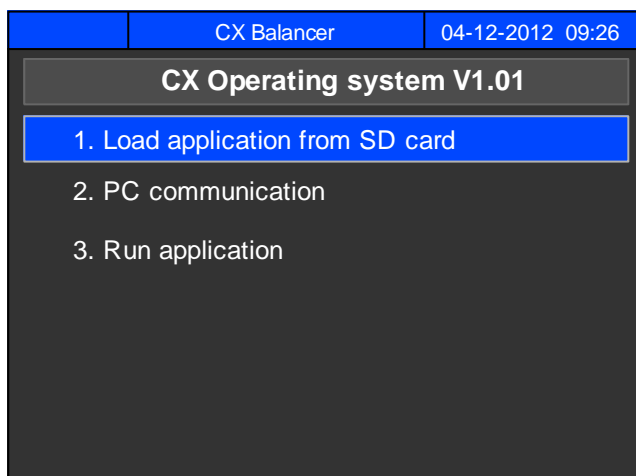 CX Balancer 04-12-2012 09:26
CX Operating system V1.01
1. Load application from SD card
2. PC communication
3. Run application